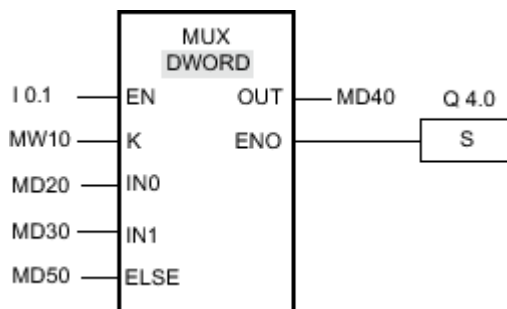 MUX
DWORD
I 0.1 EN OUT MD40 Q 4.0
MW10 K ENO S
MD20 IN0
MD30 IN1
MD50 ELSE